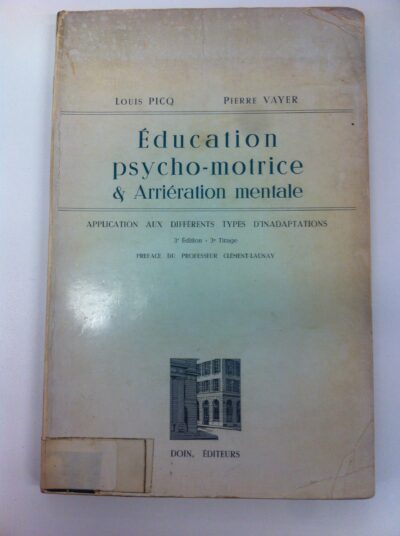 Louis PICQ Pierre VAYER
Éducation
psycho-motrice
& Arriération mentale
APPLICATION AUX DIFFÉRENTS TYPES D'INADAPTATIONS
3e Édition - 3e Tirage
PRÉFACE DU PROFESSEUR CLÉMENT-LAUNAY
DOIN, ÉDITEURS